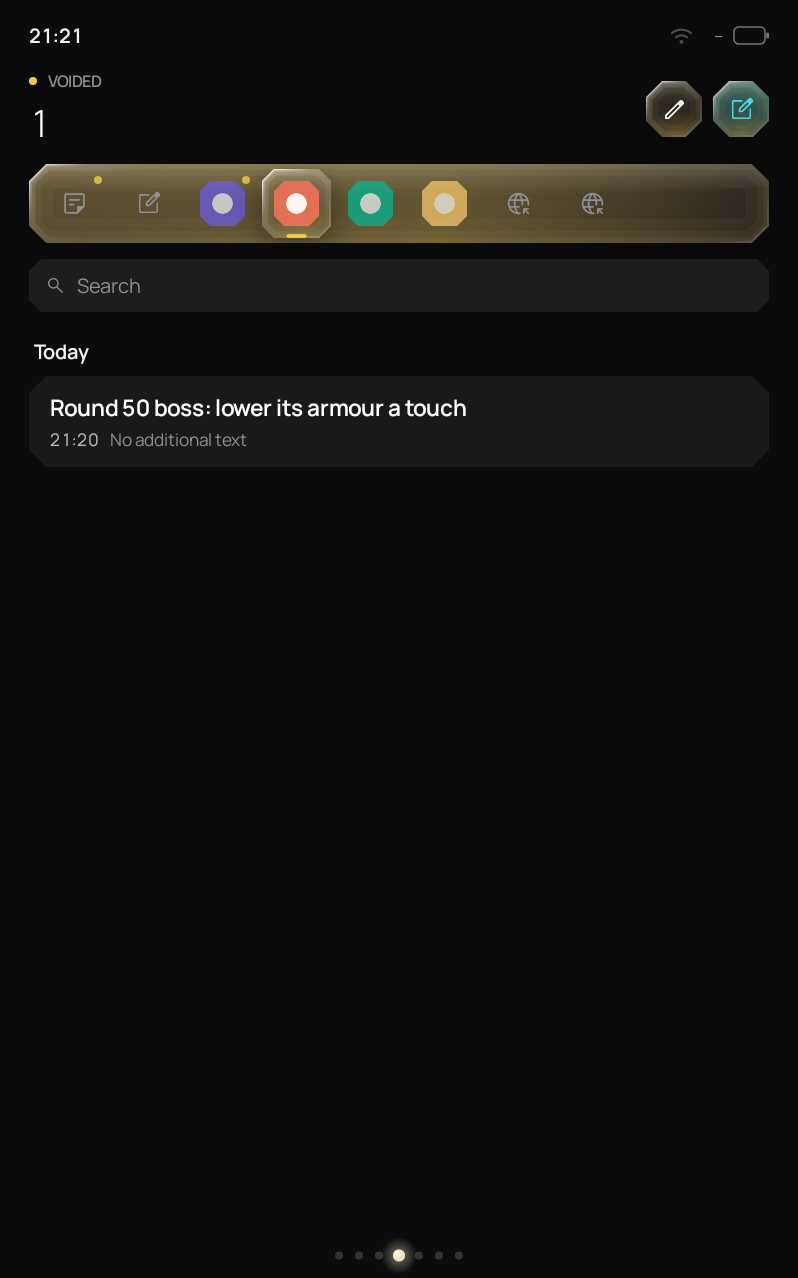 21:21
–
VOIDED
1
Search
Today
Round 50 boss: lower its armour a touch
21:20 No additional text